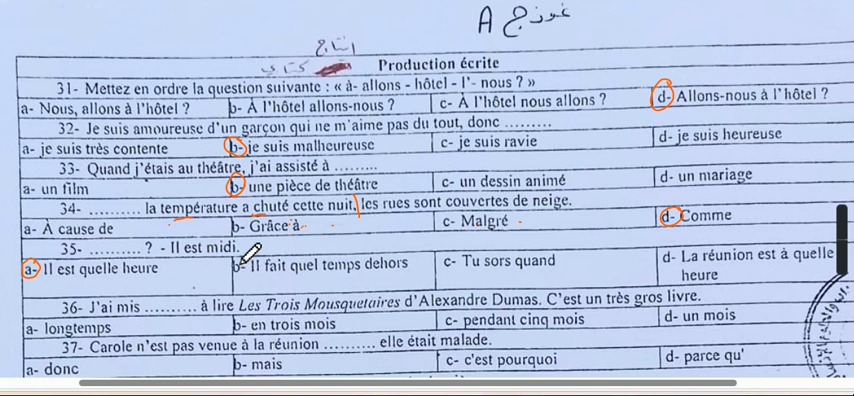 نموذج A
انتاج
كتابي
Production écrite
31- Mettez en ordre la question suivante : « à- allons - hôtel - l'- nous ? »
a- Nous, allons à l'hôtel ? b- À l'hôtel allons-nous ? c- À l'hôtel nous allons ? d- Allons-nous à l'hôtel ?
32- Je suis amoureuse d'un garçon qui ne m'aime pas du tout, donc ..........
a- je suis très contente b- je suis malheureuse c- je suis ravie d- je suis heureuse
33- Quand j'étais au théâtre, j'ai assisté à .........
a- un film b- une pièce de théâtre c- un dessin animé d- un mariage
34- .......... la température a chuté cette nuit, les rues sont couvertes de neige.
a- À cause de b- Grâce à c- Malgré d- Comme
35- .......... ? - Il est midi.
a- Il est quelle heure b- Il fait quel temps dehors c- Tu sors quand d- La réunion est à quelle heure
36- J'ai mis .......... à lire Les Trois Mousquetaires d'Alexandre Dumas. C'est un très gros livre.
a- longtemps b- en trois mois c- pendant cinq mois d- un mois
37- Carole n'est pas venue à la réunion .......... elle était malade.
a- donc b- mais c- c'est pourquoi d- parce qu'